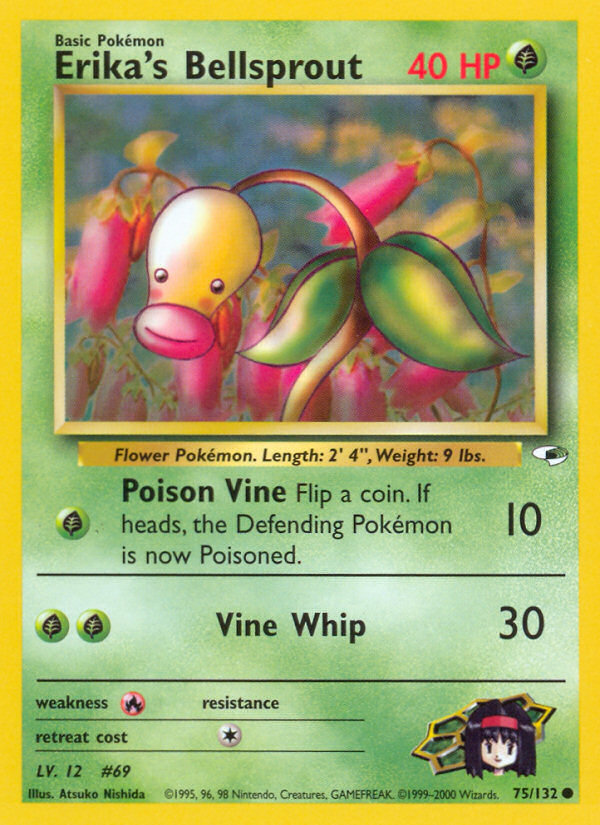 Basic Pokémon
Erika's Bellsprout 40 HP
Flower Pokémon. Length: 2' 4", Weight: 9 lbs.
Poison Vine Flip a coin. If
heads, the Defending Pokémon
is now Poisoned.
10
Vine Whip 30
weakness resistance
retreat cost
LV. 12 #69
Illus. Atsuko Nishida ©1995, 96, 98 Nintendo, Creatures, GAMEFREAK. ©1999-2000 Wizards. 75/132